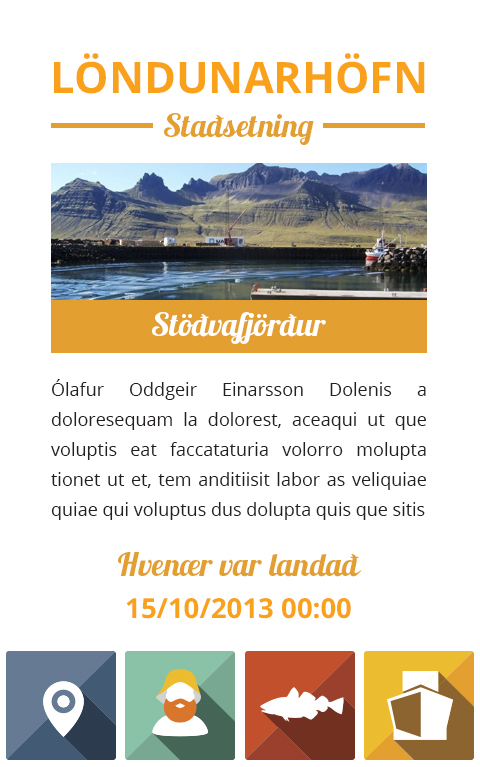 LÖNDUNARHÖFN
Staðsetning
Stöðvafjörður
Ólafur Oddgeir Einarsson Dolenis a
doloresequam la dolorest, aceaqui ut que
voluptis eat faccataturia volorro molupta
tionet ut et, tem anditiisit labor as veliquiae
quiae qui voluptus dus dolupta quis que sitis
Hvenær var landað
15/10/2013 00:00